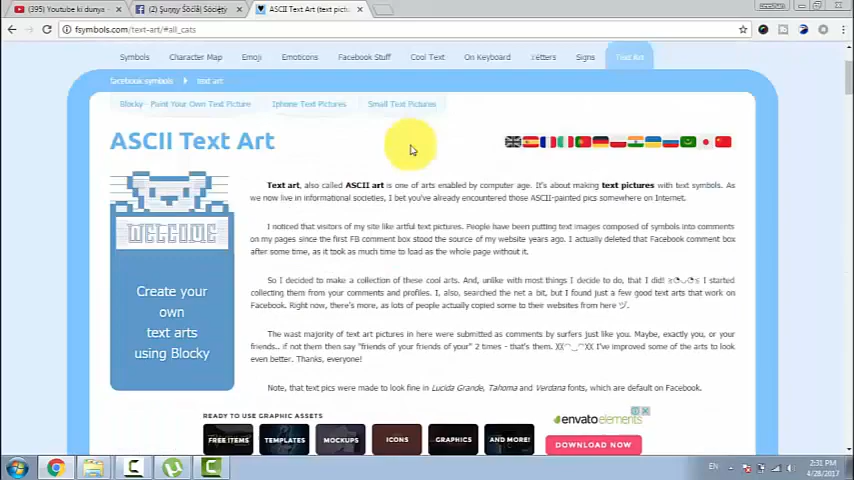 (395) Youtube ki dunya -
ASCII Text Art (text pictu
fsymbols.com/text-art/#all_cats
Symbols Character Map Emoji Emoticons Facebook Stuff Cool Text On Keyboard Letters Signs Text Art
facebook symbols text art
Blocky - Paint Your Own Text Picture Iphone Text Pictures Small Text Pictures
ASCII Text Art
Text art, also called ASCII art is one of arts enabled by computer age. It's about making text pictures with text symbols. As
we now live in informational societies, I bet you've already encountered those ASCII-painted pics somewhere on Internet.
WELCOME
I noticed that visitors of my site like artful text pictures. People have been putting text images composed of symbols into comments
on my pages since the first FB comment box stood the source of my website years ago. I actually deleted that Facebook comment box
after some time, as it took as much time to load as the whole page without it.
Create your
own
text arts
using Blocky
So I decided to make a collection of these cool arts. And, unlike with most things I decide to do, that I did! I started
collecting them from your comments and profiles. I, also, searched the net a bit, but I found just a few good text arts that work on
Facebook. Right now, there's more, as lots of people actually copied some to their websites from here ヅ.
The wast majority of text art pictures in here were submitted as comments by surfers just like you. Maybe, exactly you, or your
friends.. if not them then say "friends of your friends of your" 2 times - that's them. I've improved some of the arts to look
even better. Thanks, everyone!
Note, that text pics were made to look fine in Lucida Grande, Tahoma and Verdana fonts, which are default on Facebook.
READY TO USE GRAPHIC ASSETS
FREE ITEMS TEMPLATES MOCKUPS ICONS GRAPHICS AND MORE!
envato elements
DOWNLOAD NOW
EN
2:31 PM
4/28/2017